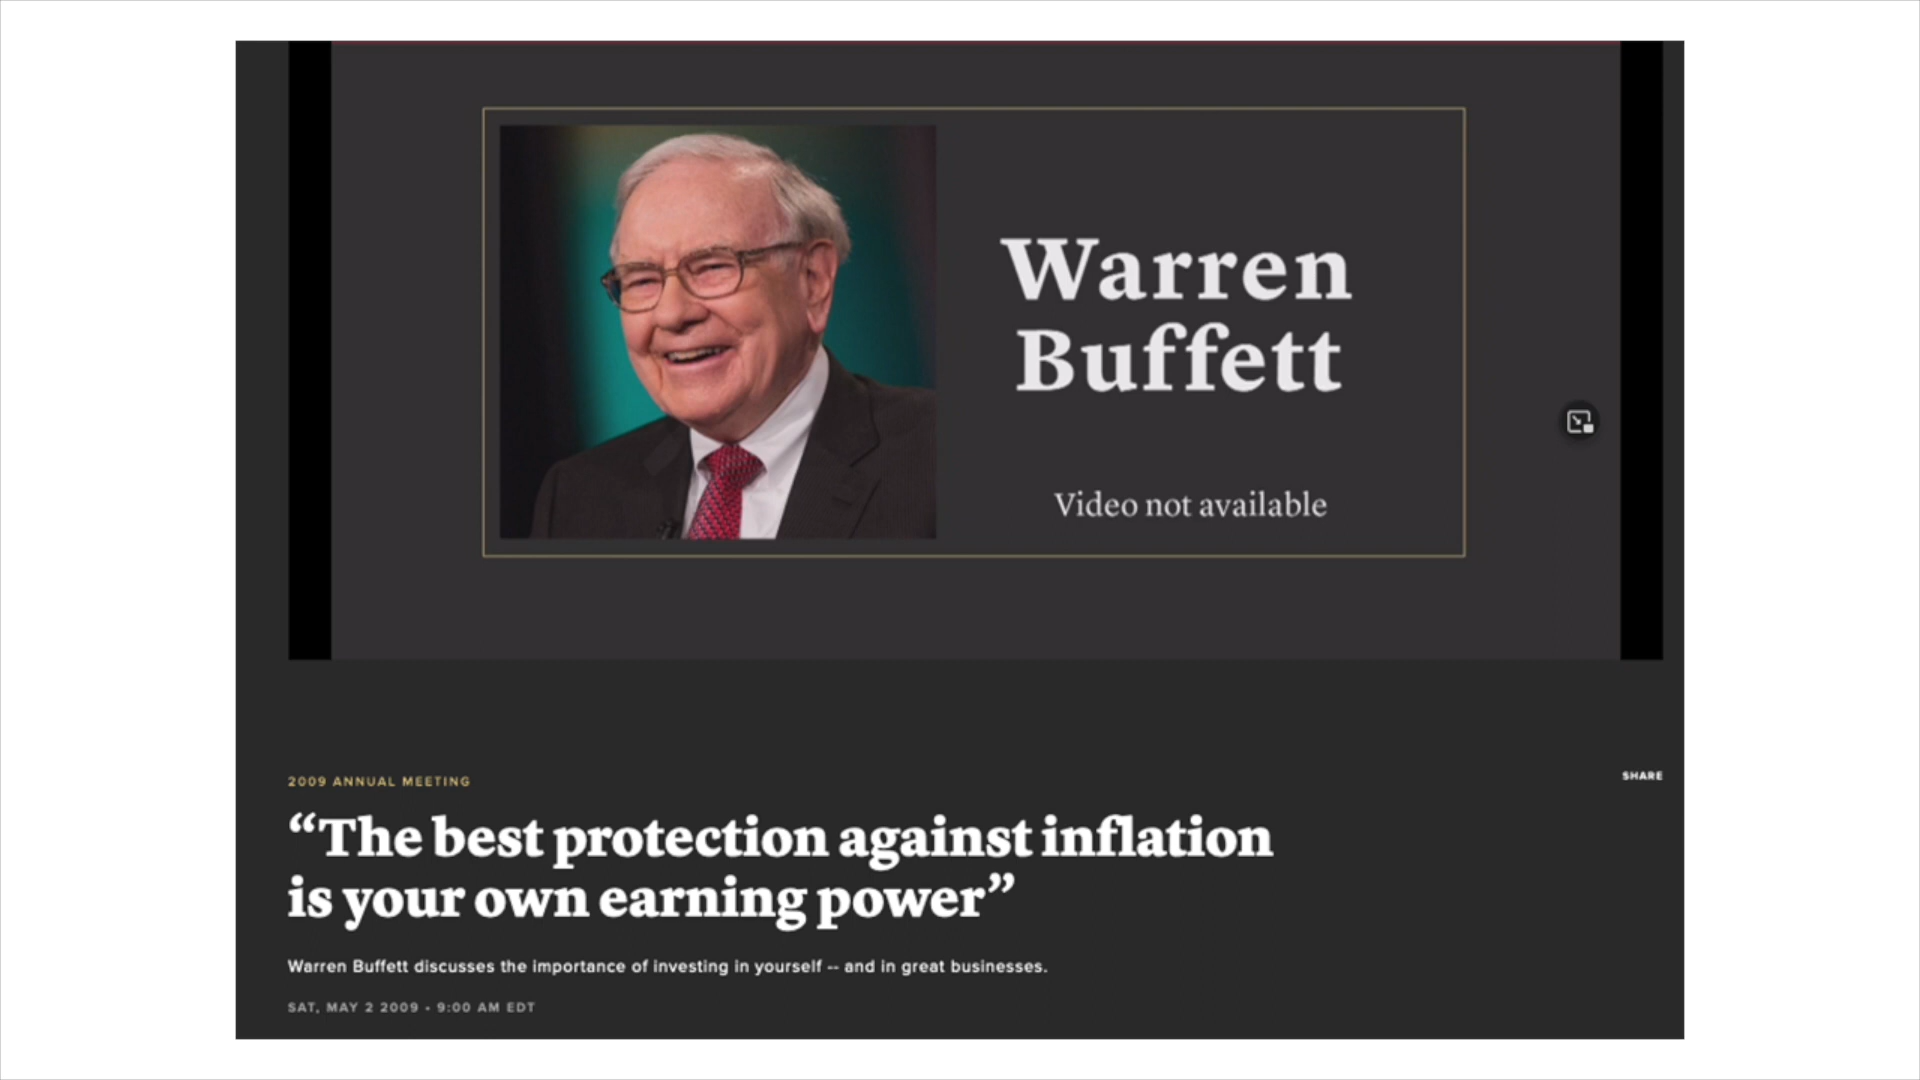 Warren
Buffett
Video not available
2009 ANNUAL MEETING
SHARE
“The best protection against inflation
is your own earning power”
Warren Buffett discusses the importance of investing in yourself -- and in great businesses.
SAT, MAY 2 2009 • 9:00 AM EDT